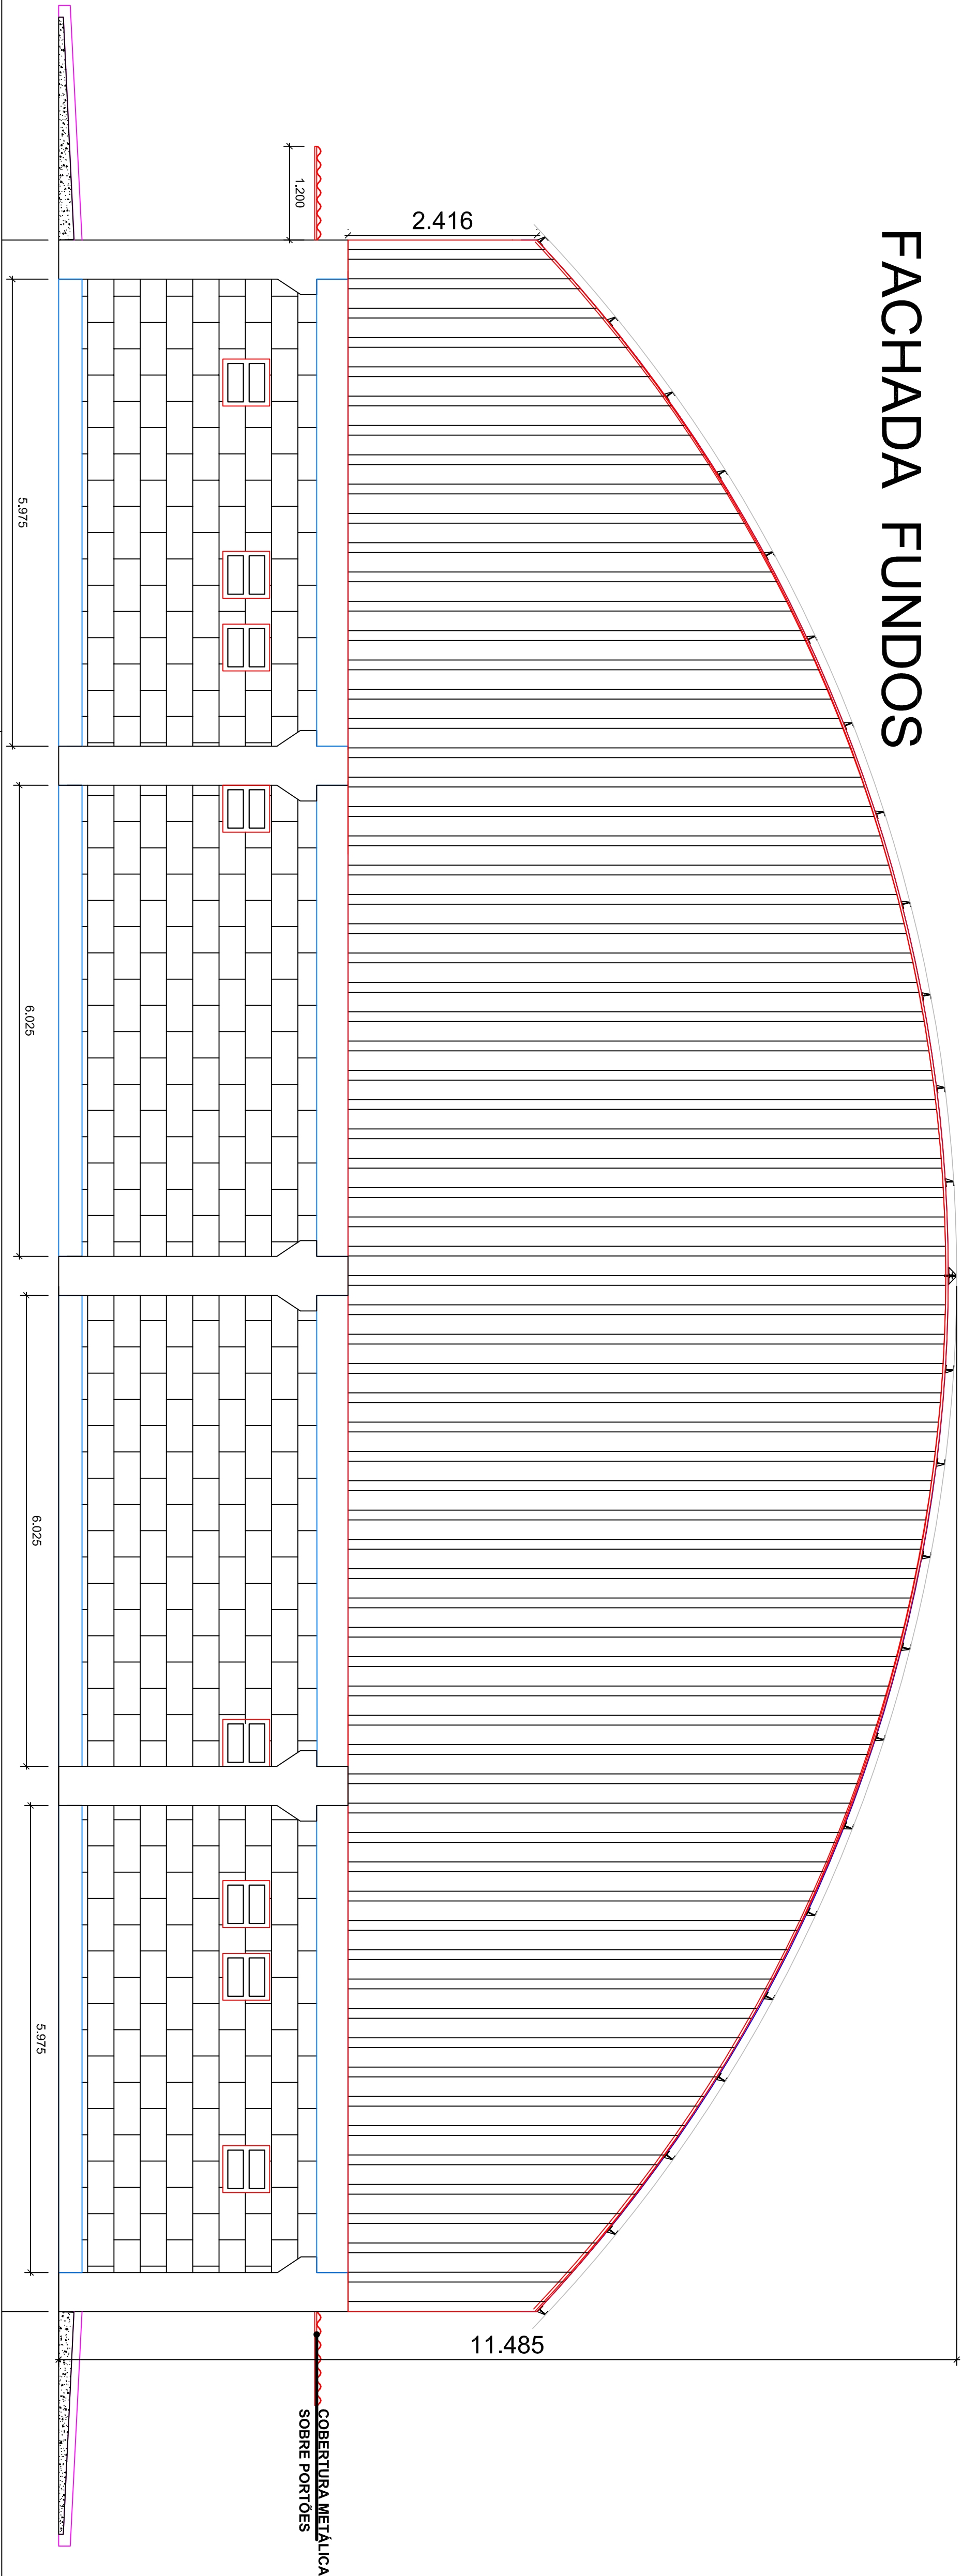 FACHADA FUNDOS
2.416
1.200
5.975
6.025
6.025
5.975
11.485
COBERTURA METÁLICA
SOBRE PORTÕES